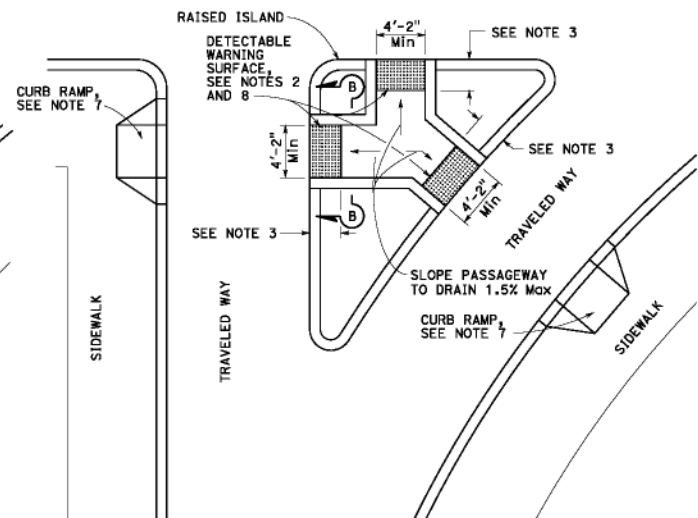 RAISED ISLAND
4'-2"
Min
SEE NOTE 3
DETECTABLE
WARNING
SURFACE,
SEE NOTES 2
AND 8
B
CURB RAMP,
SEE NOTE 7
4'-2"
Min
SEE NOTE 3
4'-2"
Min
B
SEE NOTE 3
TRAVELED WAY
SLOPE PASSAGEWAY
TO DRAIN 1.5% Max
CURB RAMP,
SEE NOTE 7
SIDEWALK
TRAVELED WAY
SIDEWALK